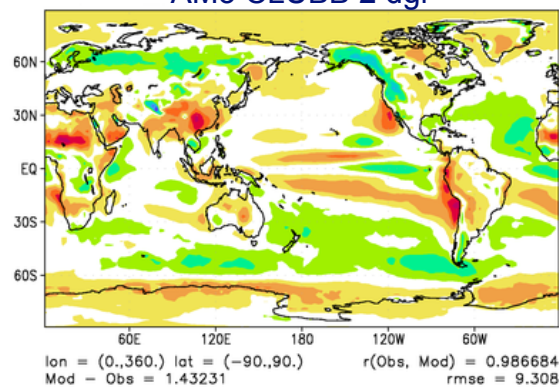 60N
30N
EQ
30S
60S
60E 120E 180 120W 60W
lon = (0.,360.) lat = (-90.,90.) r(Obs, Mod) = 0.986684
Mod - Obs = 1.43231 rmse = 9.308